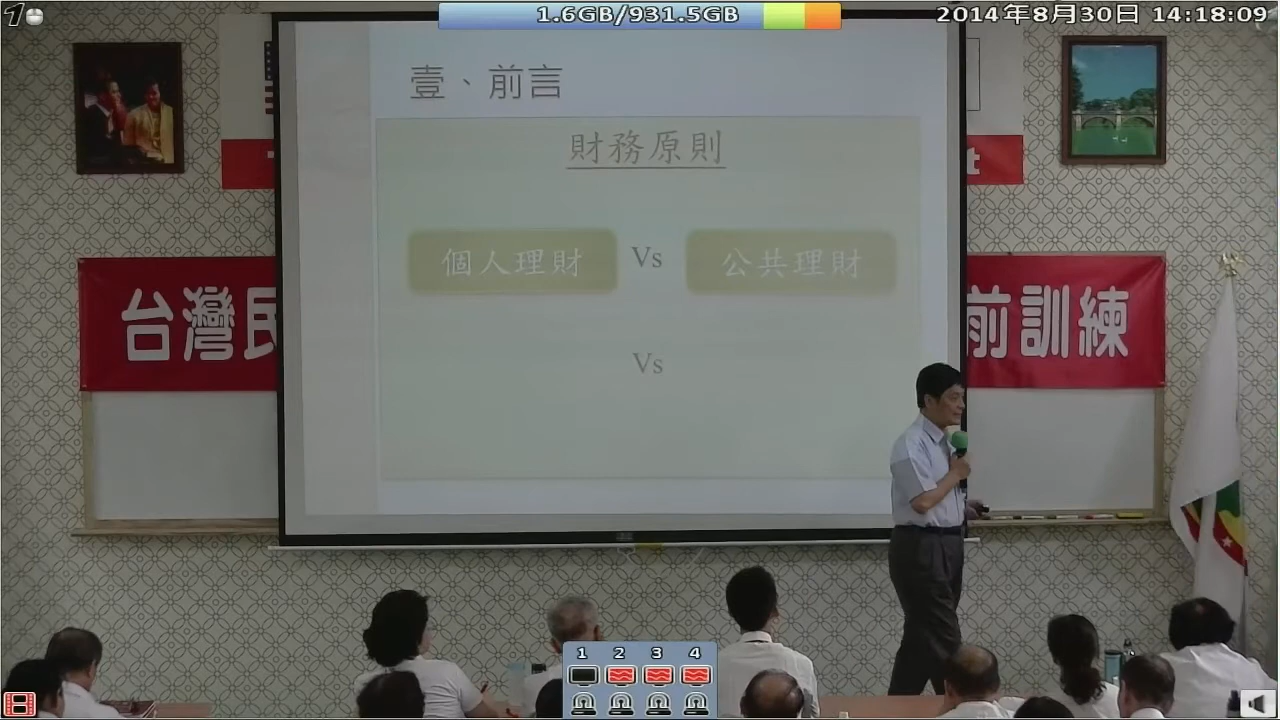 1
1.6GB/931.5GB
2014年8月30日 14:18:09
壹、前言
財務原則
個人理財 Vs 公共理財
Vs
t
台灣民
前訓練
1 2 3 4